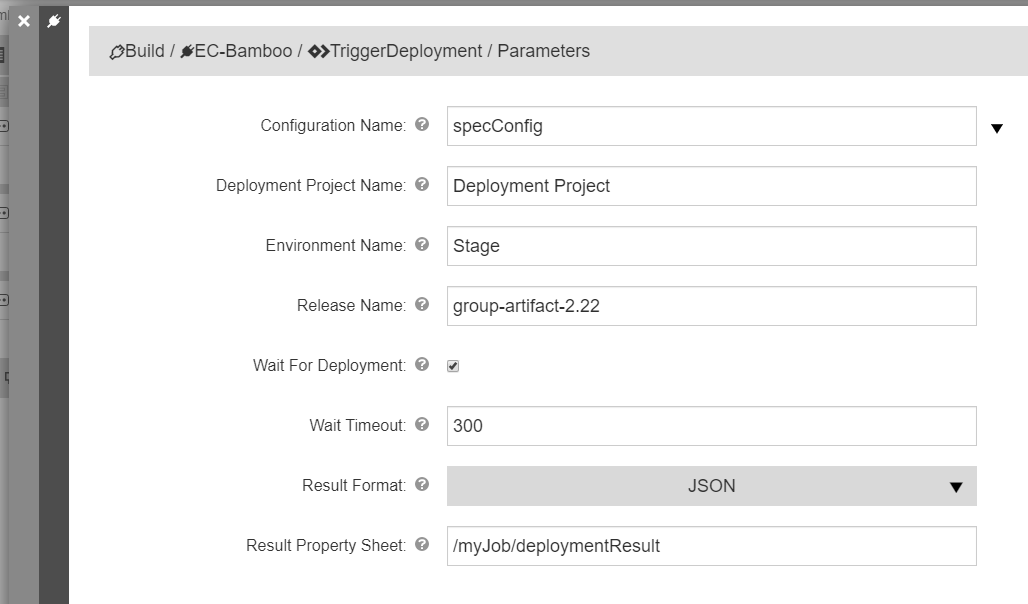 Build / EC-Bamboo / TriggerDeployment / Parameters
Configuration Name: specConfig
Deployment Project Name: Deployment Project
Environment Name: Stage
Release Name: group-artifact-2.22
Wait For Deployment:
Wait Timeout: 300
Result Format: JSON
Result Property Sheet: /myJob/deploymentResult